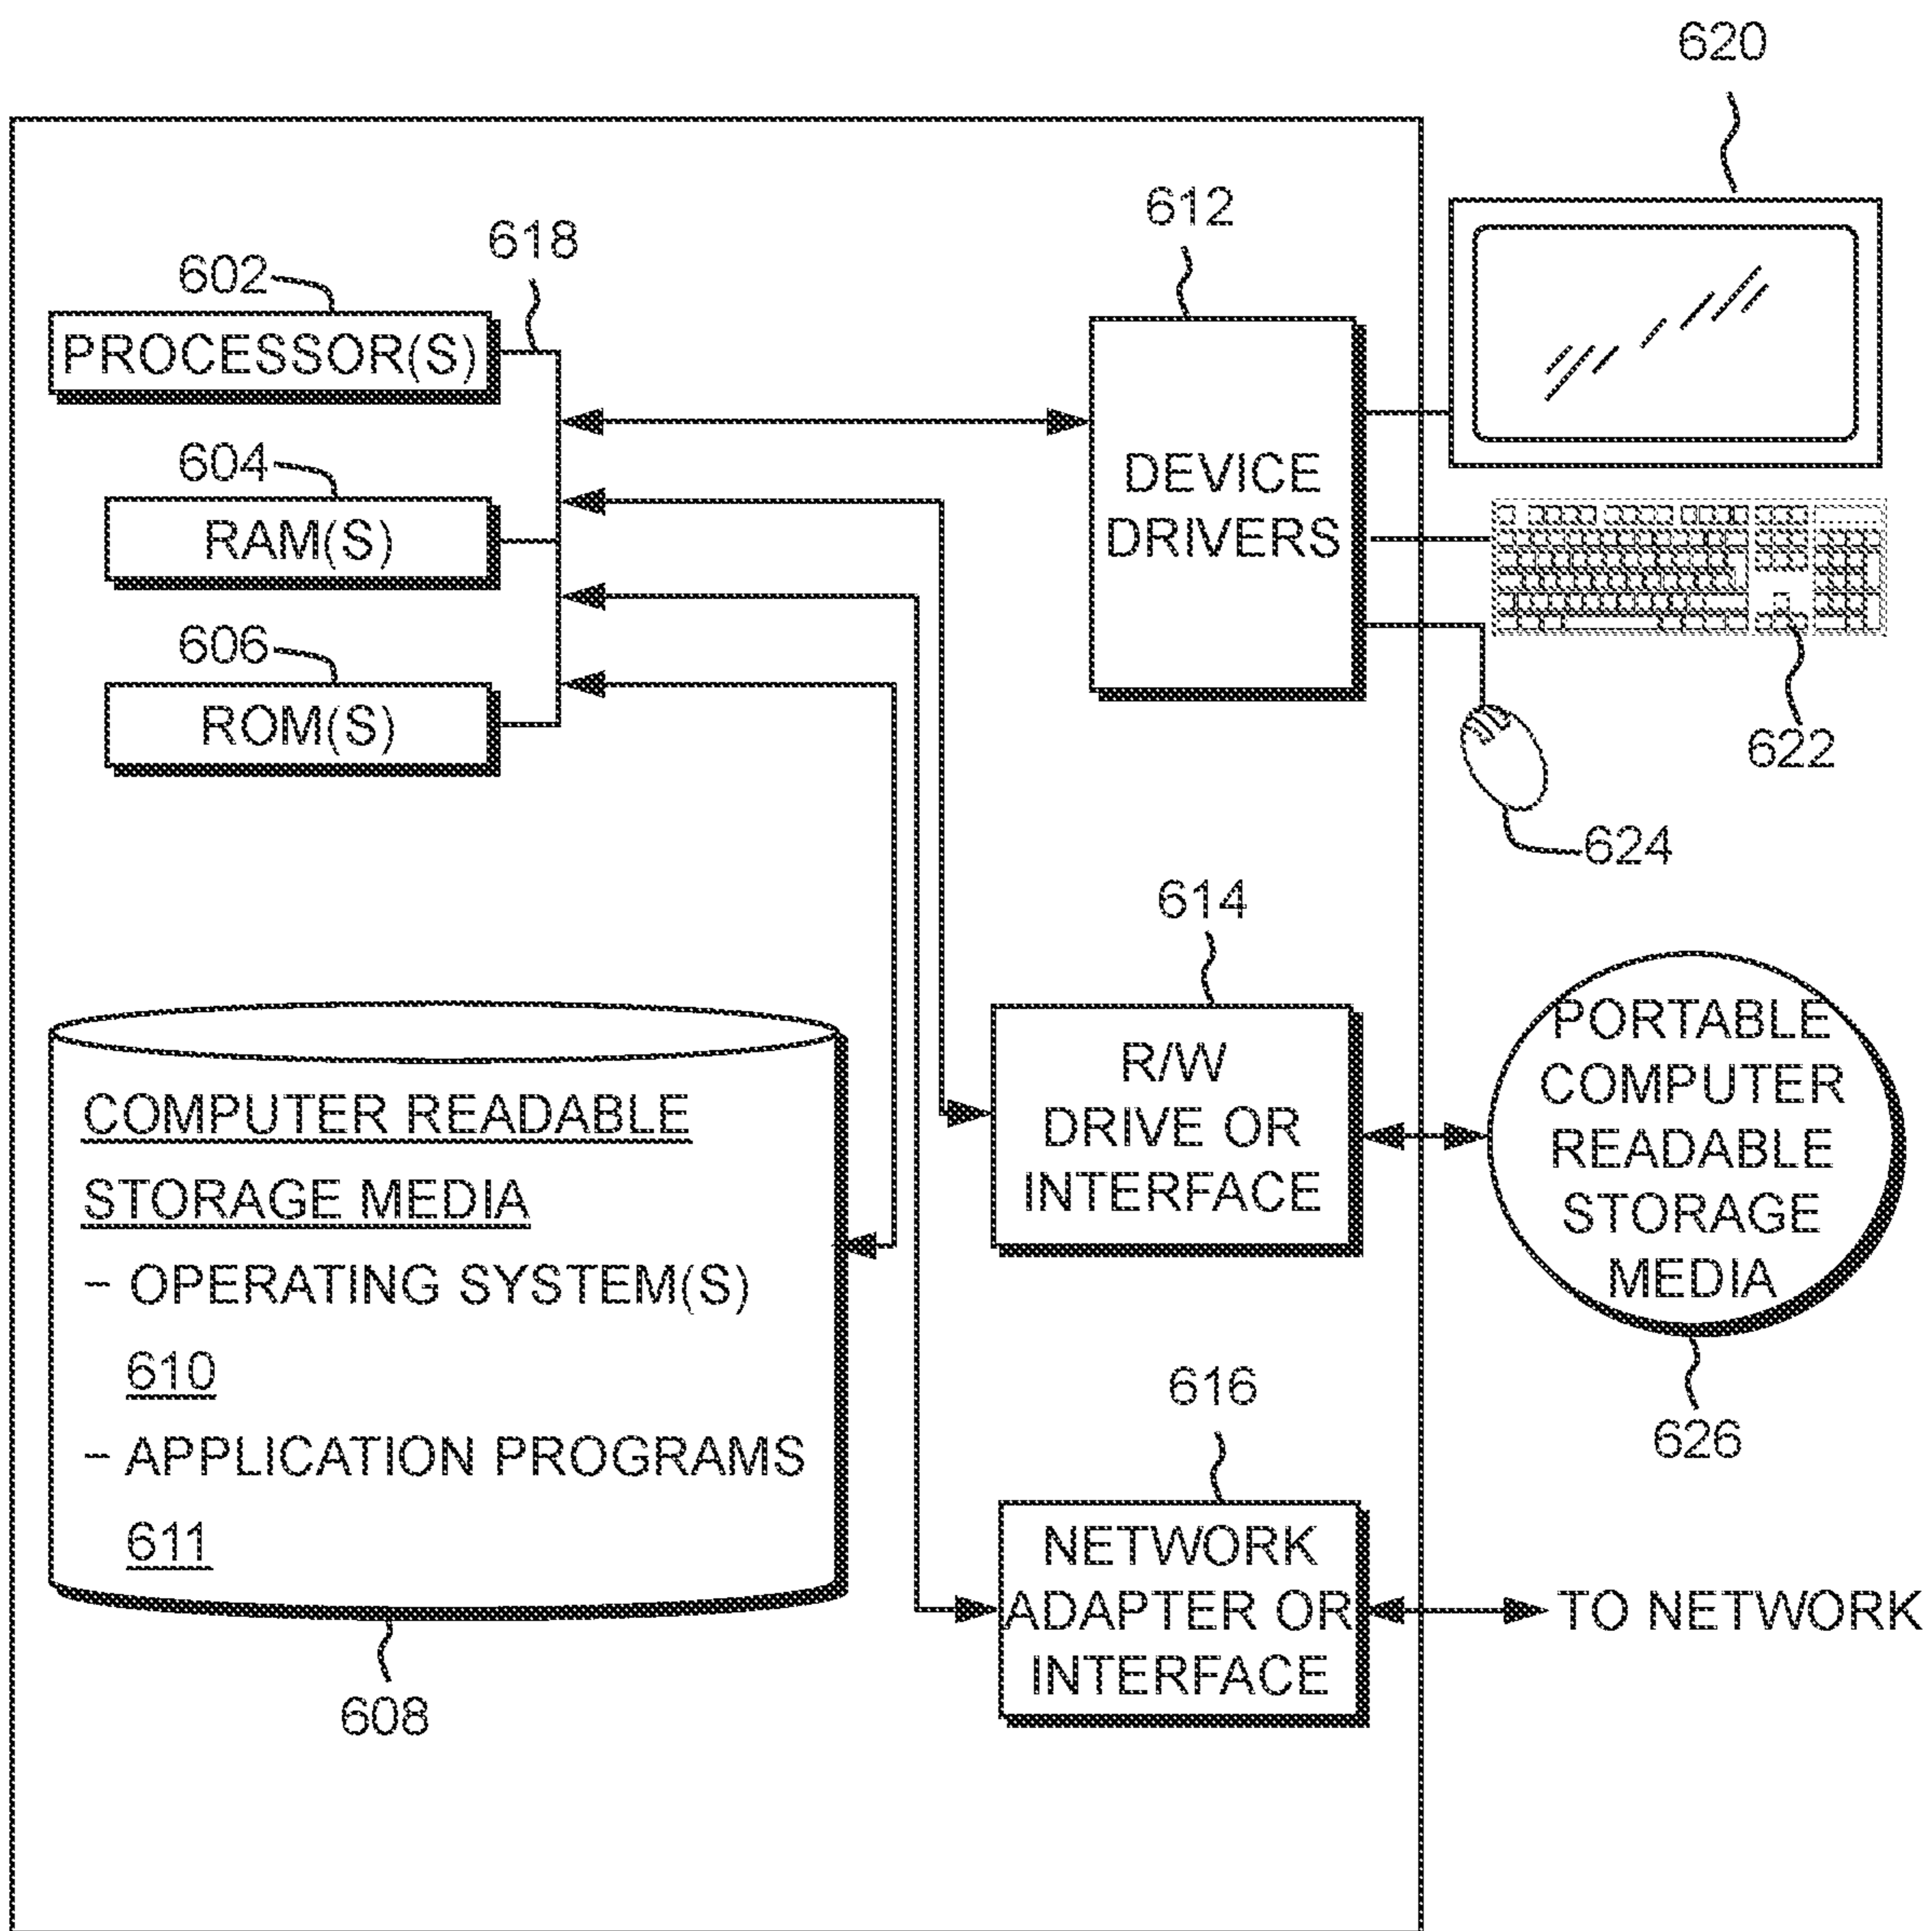 620
612
618
602
PROCESSOR(S)
604
RAM(S)
606
ROM(S)
DEVICE
DRIVERS
622
624
614
R/W
DRIVE OR
INTERFACE
PORTABLE
COMPUTER
READABLE
STORAGE
MEDIA
626
COMPUTER READABLE
STORAGE MEDIA
- OPERATING SYSTEM(S)
610
- APPLICATION PROGRAMS
611
608
616
NETWORK
ADAPTER OR
INTERFACE
TO NETWORK